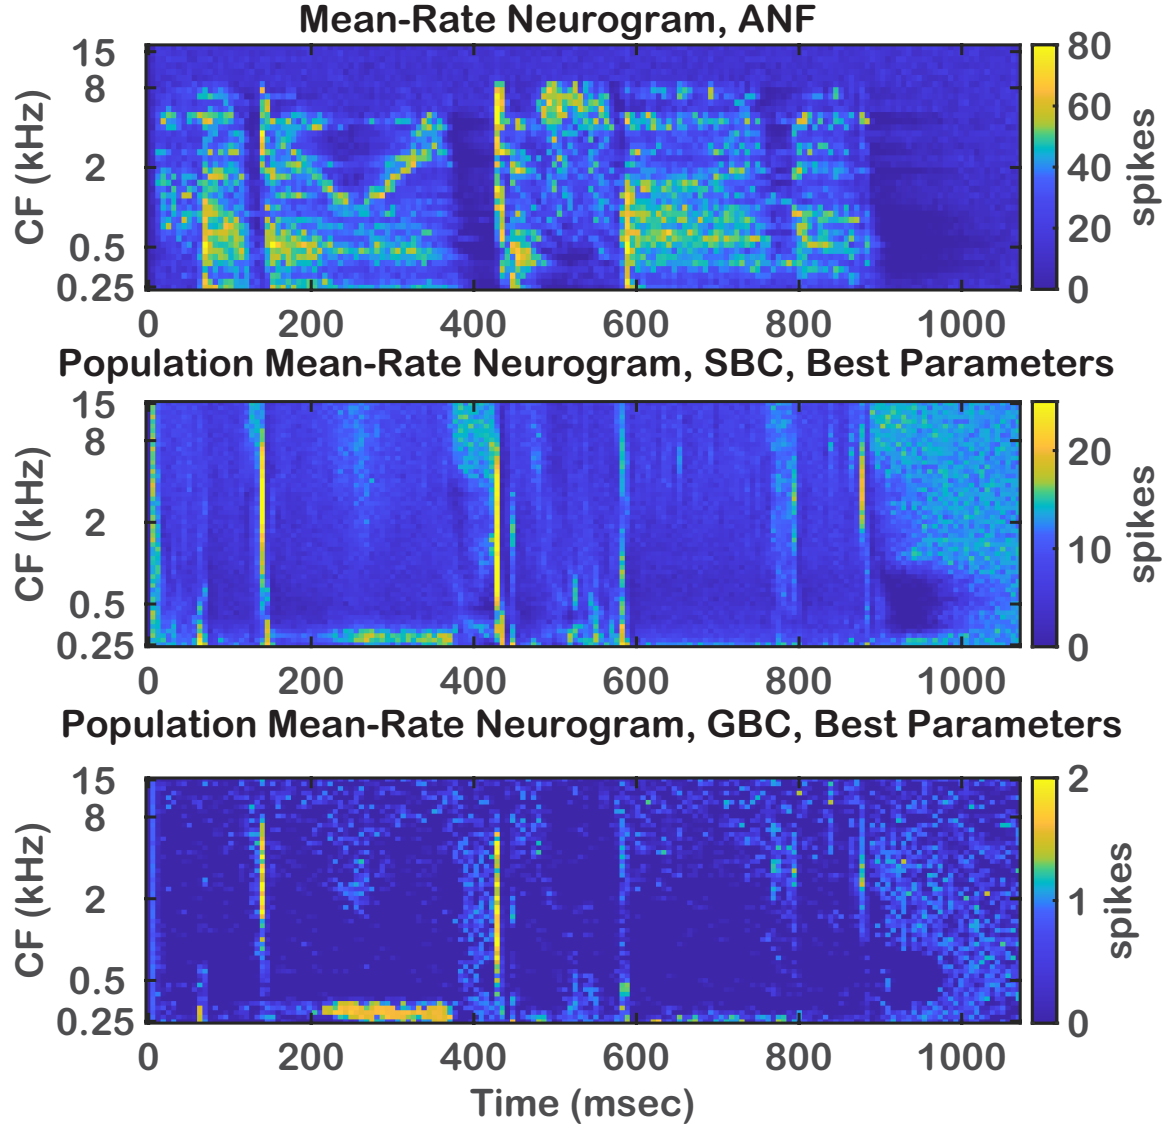 Mean-Rate Neurogram, ANF
15
8
2
0.5
0.25
CF (kHz)
0 200 400 600 800 1000
80
60
40
20
0
spikes
Population Mean-Rate Neurogram, SBC, Best Parameters
15
8
2
0.5
0.25
CF (kHz)
0 200 400 600 800 1000
20
10
0
spikes
Population Mean-Rate Neurogram, GBC, Best Parameters
15
8
2
0.5
0.25
CF (kHz)
0 200 400 600 800 1000
2
1
0
spikes
Time (msec)